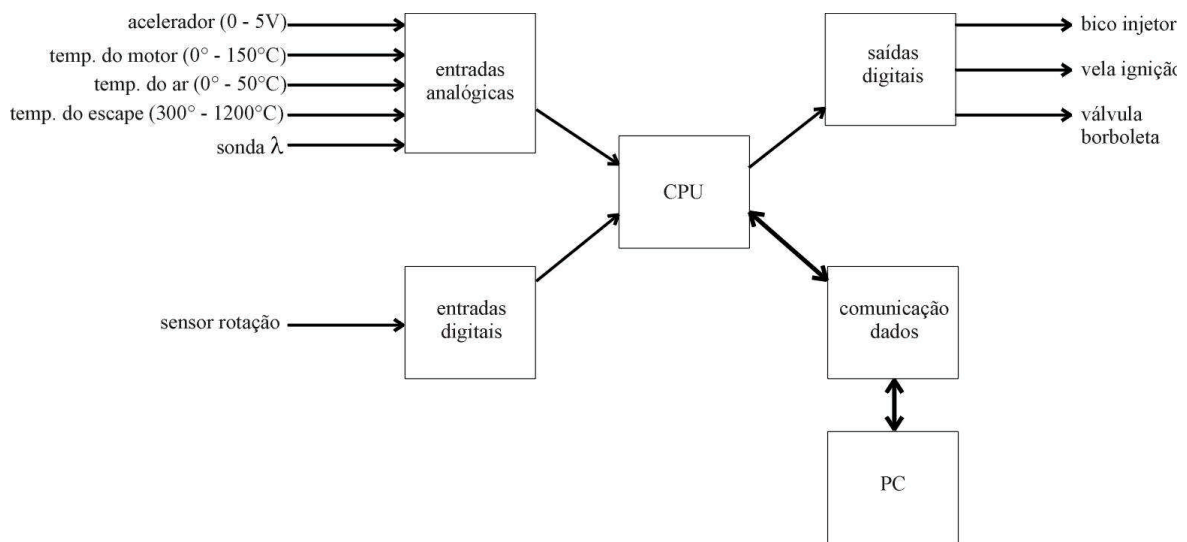 acelerador (0 - 5V)
temp. do motor (0° - 150°C)
temp. do ar (0° - 50°C)
temp. do escape (300° - 1200°C)
sonda λ
entradas
analógicas
sensor rotação
entradas
digitais
CPU
saídas
digitais
bico injetor
vela ignição
válvula
borboleta
comunicação
dados
PC